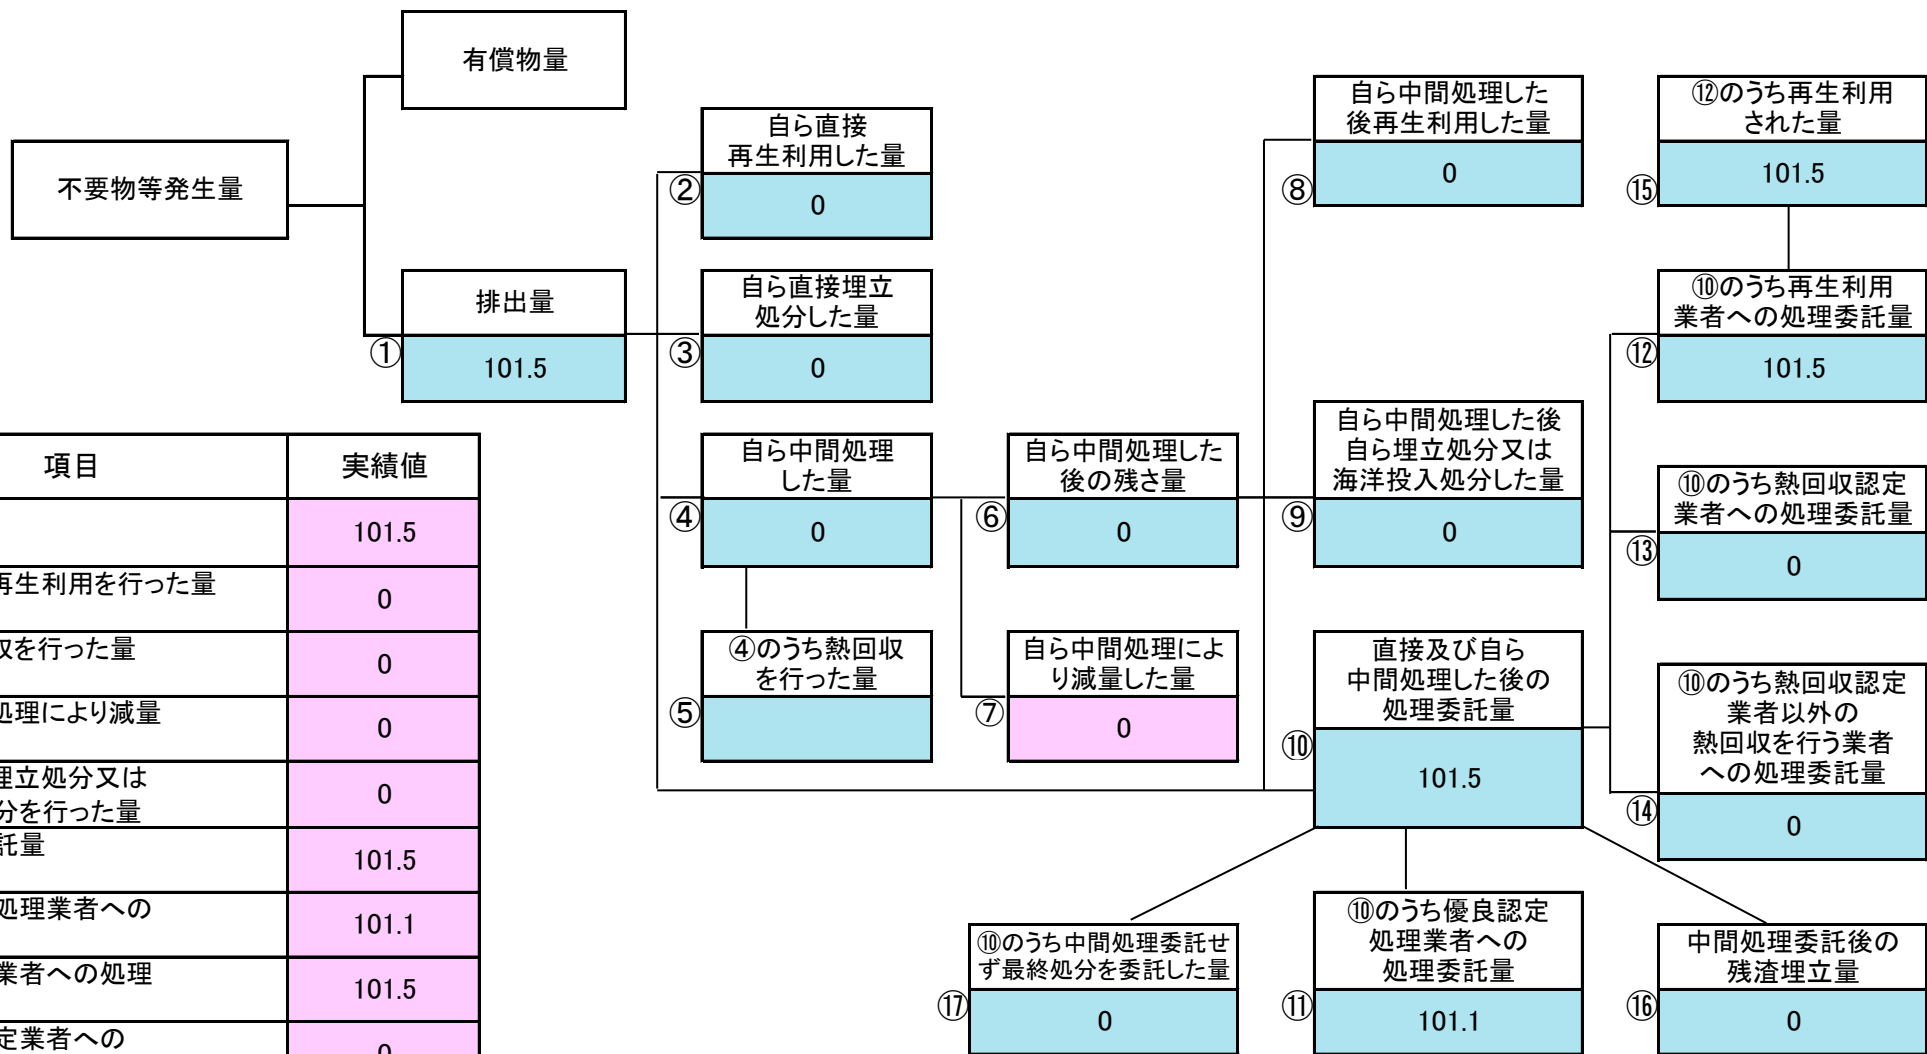 有償物量
不要物等発生量
排出量
①
101.5
自ら直接
再生利用した量
②
0
自ら直接埋立
処分した量
③
0
自ら中間処理
した量
④
0
④のうち熱回収
を行った量
⑤
自ら中間処理した
後の残さ量
⑥
0
自ら中間処理によ
り減量した量
⑦
0
自ら中間処理した
後再生利用した量
⑧
0
自ら中間処理した後
自ら埋立処分又は
海洋投入処分した量
⑨
0
直接及び自ら
中間処理した後の
処理委託量
⑩
101.5
⑫のうち再生利用
された量
⑮
101.5
⑩のうち再生利用
業者への処理委託量
⑫
101.5
⑩のうち熱回収認定
業者への処理委託量
⑬
0
⑩のうち熱回収認定
業者以外の
熱回収を行う業者
への処理委託量
⑭
0
⑩のうち中間処理委託せ
ず最終処分を委託した量
⑰
0
⑩のうち優良認定
処理業者への
処理委託量
⑪
101.1
中間処理委託後の
残渣埋立量
⑯
0
項目 実績値
101.5
再生利用を行った量
0
収を行った量
0
処理により減量
0
埋立処分又は
分を行った量
0
託量
101.5
処理業者への
101.1
業者への処理
101.5
定業者への
0